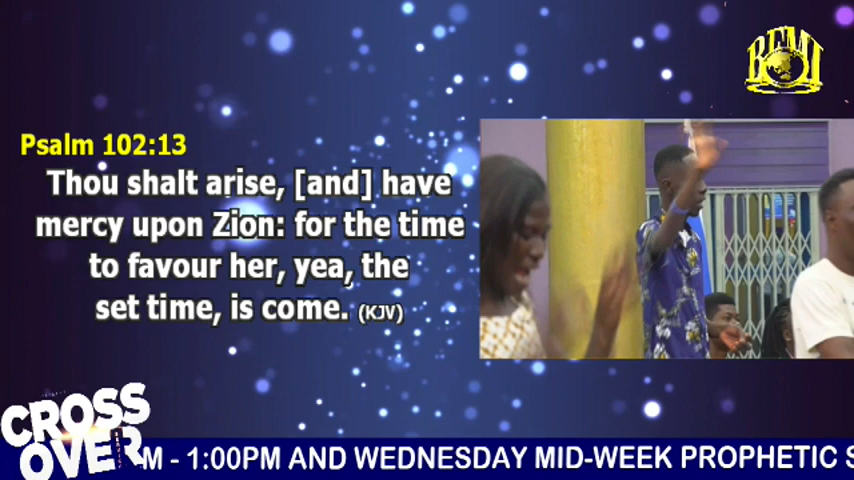 BFMI
Psalm 102:13
Thou shalt arise, [and] have
mercy upon Zion: for the time
to favour her, yea, the
set time, is come. (KJV)
CROSS
OVER
M - 1:00PM AND WEDNESDAY MID-WEEK PROPHETIC S